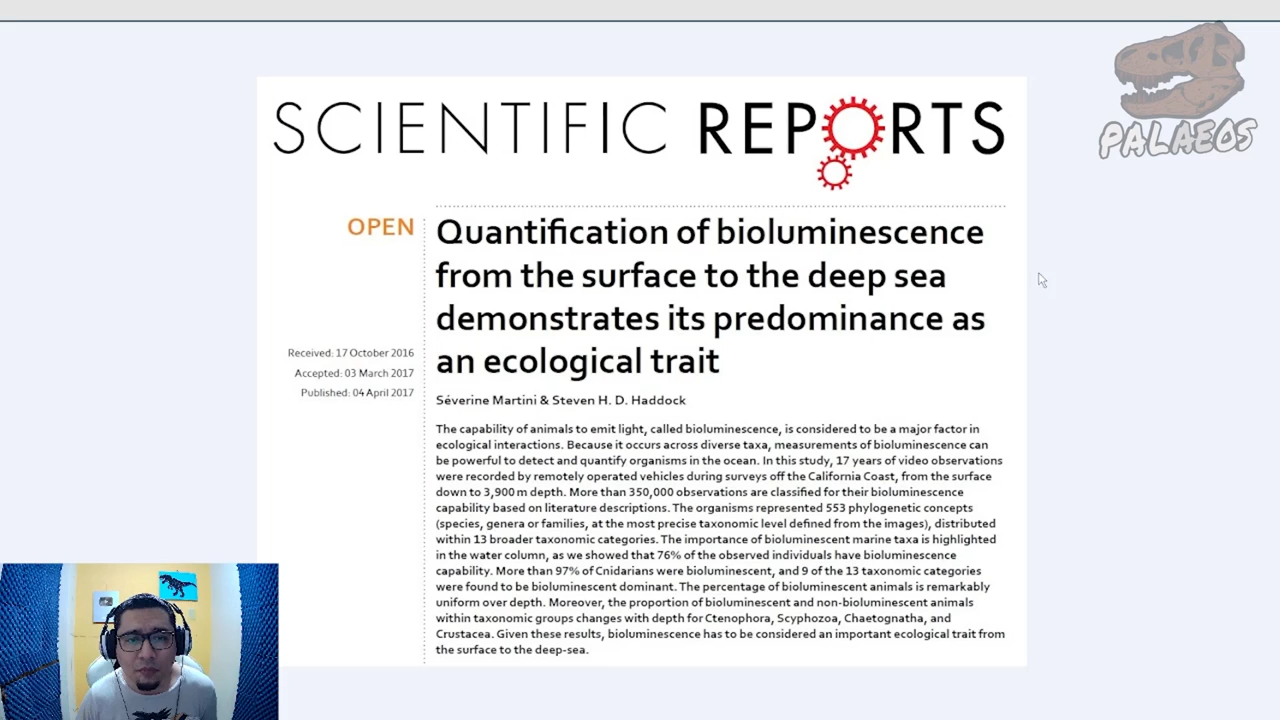 SCIENTIFIC REPORTS
PALAEOS
OPEN
Quantification of bioluminescence
from the surface to the deep sea
demonstrates its predominance as
an ecological trait
Received: 17 October 2016
Accepted: 03 March 2017
Published: 04 April 2017
Séverine Martini & Steven H. D. Haddock
The capability of animals to emit light, called bioluminescence, is considered to be a major factor in
ecological interactions. Because it occurs across diverse taxa, measurements of bioluminescence can
be powerful to detect and quantify organisms in the ocean. In this study, 17 years of video observations
were recorded by remotely operated vehicles during surveys off the California Coast, from the surface
down to 3,900 m depth. More than 350,000 observations are classified for their bioluminescence
capability based on literature descriptions. The organisms represented 553 phylogenetic concepts
(species, genera or families, at the most precise taxonomic level defined from the images), distributed
within 13 broader taxonomic categories. The importance of bioluminescent marine taxa is highlighted
in the water column, as we showed that 76% of the observed individuals have bioluminescence
capability. More than 97% of Cnidarians were bioluminescent, and 9 of the 13 taxonomic categories
were found to be bioluminescent dominant. The percentage of bioluminescent animals is remarkably
uniform over depth. Moreover, the proportion of bioluminescent and non-bioluminescent animals
within taxonomic groups changes with depth for Ctenophora, Scyphozoa, Chaetognatha, and
Crustacea. Given these results, bioluminescence has to be considered an important ecological trait from
the surface to the deep-sea.